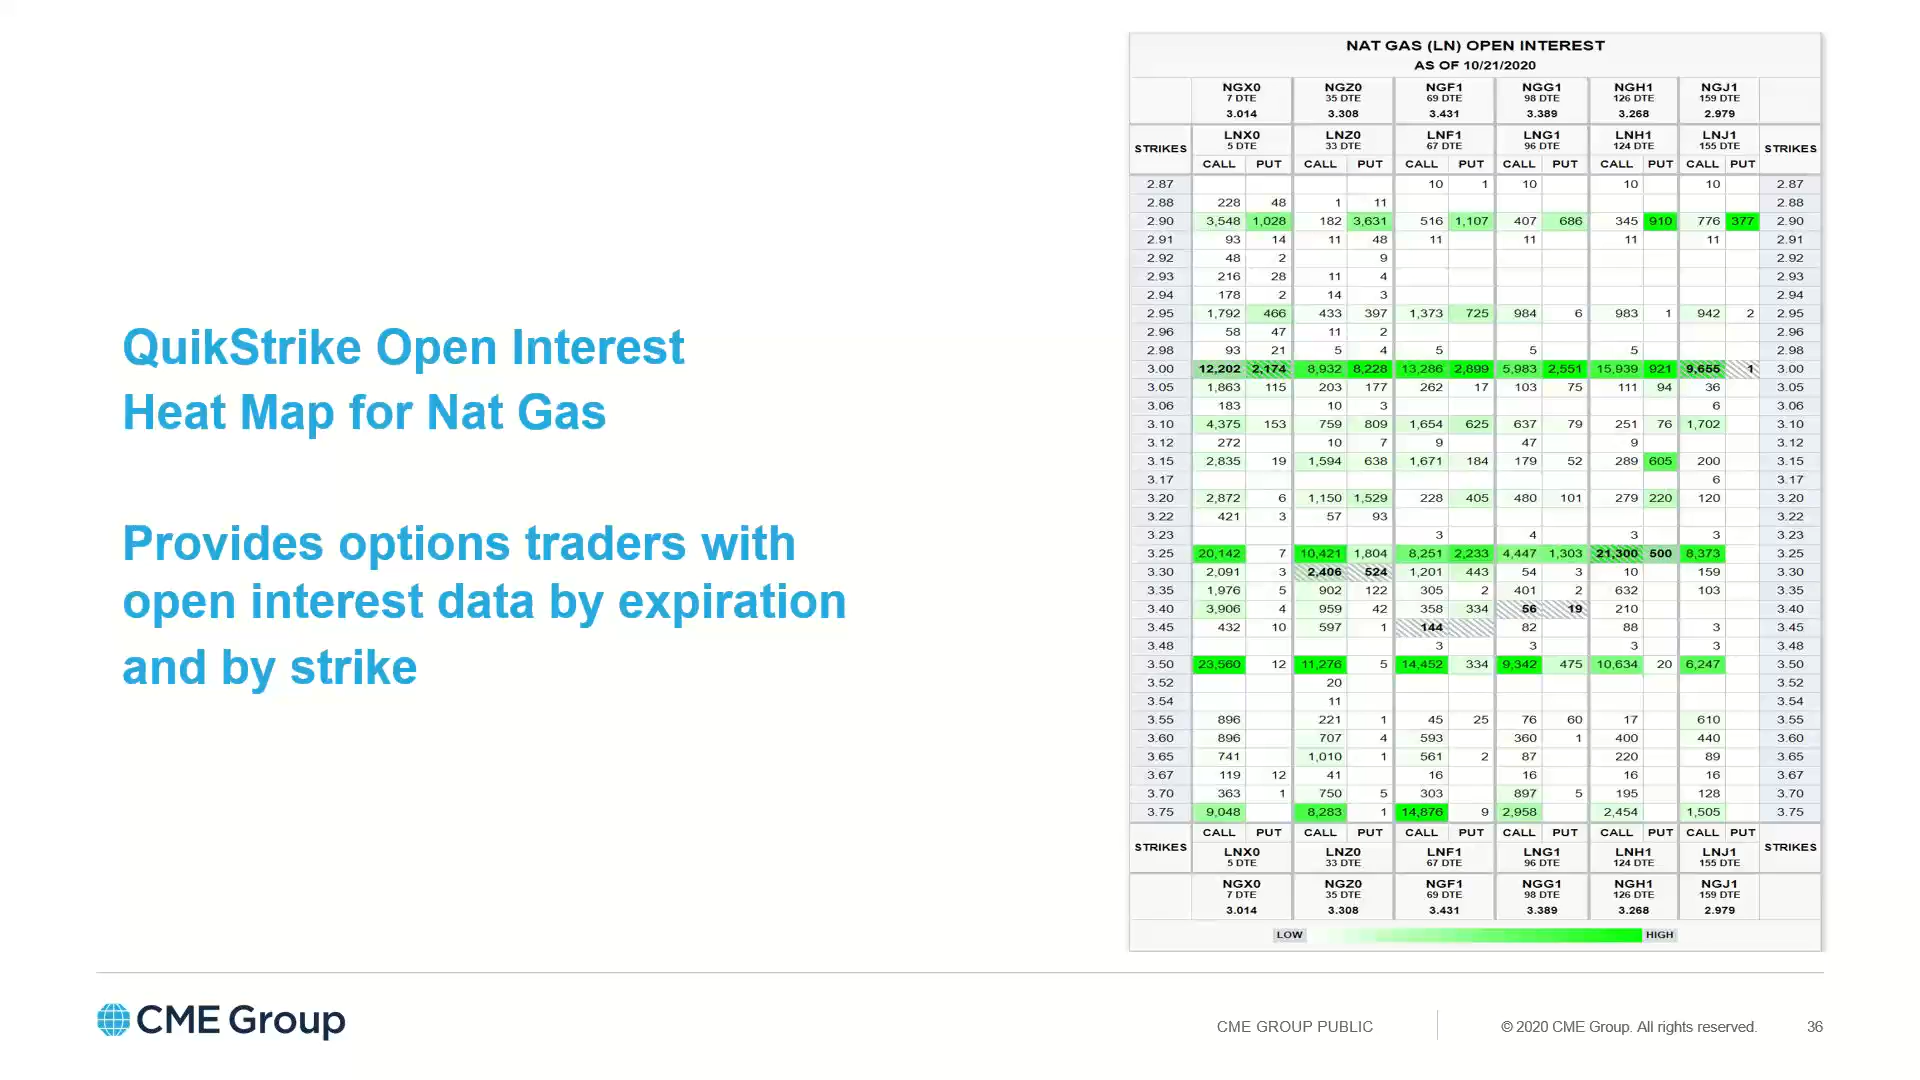 QuikStrike Open Interest
Heat Map for Nat Gas
Provides options traders with
open interest data by expiration
and by strike
NAT GAS (LN) OPEN INTEREST
AS OF 10/21/2020
NGX0 NGZ0 NGF1 NGG1 NGH1 NGJ1
7 DTE 35 DTE 69 DTE 98 DTE 126 DTE 159 DTE
3.014 3.308 3.431 3.389 3.268 2.979
STRIKES LNX0 LNZ0 LNF1 LNG1 LNH1 LNJ1 STRIKES
5 DTE 33 DTE 67 DTE 96 DTE 124 DTE 155 DTE
CALL PUT CALL PUT CALL PUT CALL PUT CALL PUT CALL PUT
2.87 10 1 10 10 10 2.87
2.88 228 48 1 11 2.88
2.90 3,548 1,028 182 3,631 516 1,107 407 686 345 910 776 377 2.90
2.91 93 14 11 48 11 11 11 11 2.91
2.92 48 2 9 2.92
2.93 216 28 11 4 2.93
2.94 178 2 14 3 2.94
2.95 1,792 466 433 397 1,373 725 984 6 983 1 942 2 2.95
2.96 58 47 11 2 2.96
2.98 93 21 5 4 5 5 5 2.98
3.00 12,202 2,174 8,932 8,228 13,286 2,899 5,983 2,551 15,939 921 9,655 1 3.00
3.05 1,863 115 203 177 262 17 103 75 111 94 36 3.05
3.06 183 10 3 6 3.06
3.10 4,375 153 759 809 1,654 625 637 79 251 76 1,702 3.10
3.12 272 10 7 9 47 9 3.12
3.15 2,835 19 1,594 638 1,671 184 179 52 289 605 200 3.15
3.17 6 3.17
3.20 2,872 6 1,150 1,529 228 405 480 101 279 220 120 3.20
3.22 421 3 57 93 3.22
3.23 3 4 3 3 3.23
3.25 20,142 7 10,421 1,804 8,251 2,233 4,447 1,303 21,300 500 8,373 3.25
3.30 2,091 3 2,406 524 1,201 443 54 3 10 159 3.30
3.35 1,976 5 902 122 305 2 401 2 632 103 3.35
3.40 3,906 4 959 42 358 334 56 19 210 3.40
3.45 432 10 597 1 144 82 88 3 3.45
3.48 3 3 3 3 3.48
3.50 23,560 12 11,276 5 14,452 334 9,342 475 10,634 20 6,247 3.50
3.52 20 3.52
3.54 11 3.54
3.55 896 221 1 45 25 76 60 17 610 3.55
3.60 896 707 4 593 360 1 400 440 3.60
3.65 741 1,010 1 561 2 87 220 89 3.65
3.67 119 12 41 16 16 16 16 3.67
3.70 363 1 750 5 303 897 5 195 128 3.70
3.75 9,048 8,283 1 14,876 9 2,958 2,454 1,505 3.75
CALL PUT CALL PUT CALL PUT CALL PUT CALL PUT CALL PUT
STRIKES LNX0 LNZ0 LNF1 LNG1 LNH1 LNJ1 STRIKES
5 DTE 33 DTE 67 DTE 96 DTE 124 DTE 155 DTE
NGX0 NGZ0 NGF1 NGG1 NGH1 NGJ1
7 DTE 35 DTE 69 DTE 98 DTE 126 DTE 159 DTE
3.014 3.308 3.431 3.389 3.268 2.979
LOW HIGH
CME Group
CME GROUP PUBLIC
© 2020 CME Group. All rights reserved.
36